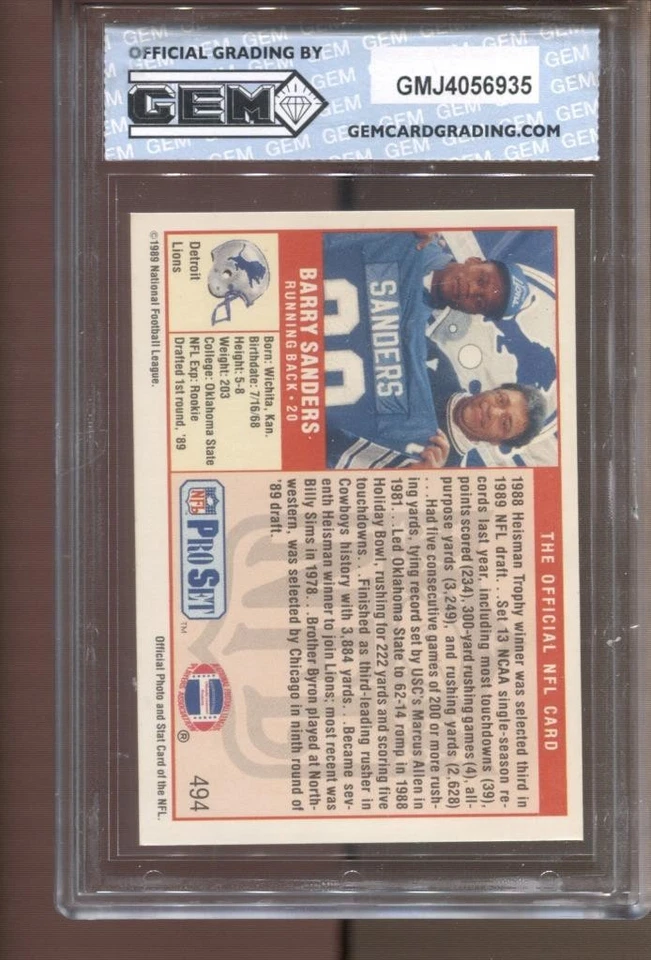 OFFICIAL GRADING BY
GEM
GMJ4056935
GEMCARDGRADING.COM
THE OFFICIAL NFL CARD
Lions
SANDERS
BARRY SANDERS
RUNNING BACK • 20
Detroit
Lions
Born: Wichita, Kan.
Birthdate: 7/16/68
Height: 5-8
Weight: 203
College: Oklahoma State
NFL Exp: Rookie
Drafted 1st round, '89
1988 Heisman Trophy winner was selected third in
1989 NFL draft. . .Set 13 NCAA single-season re-
cords last year, including most touchdowns (39),
points scored (234), 300-yard rushing games (4), all-
purpose yards (3,249), and rushing yards (2,628)
. . .Had five consecutive games of 200 or more rush-
ing yards, tying record set by USC's Marcus Allen in
1981. . .Led Oklahoma State to 62-14 romp in 1988
Holiday Bowl, rushing for 222 yards and scoring five
touchdowns. . .Finished as third-leading rusher in
Cowboys history with 3,884 yards. . .Became sev-
enth Heisman winner to join Lions; most recent was
Billy Sims in 1978. . .Brother Byron played at North-
western, was selected by Chicago in ninth round of
'89 draft.
NFL PRO SET ™
®
494
©1989 National Football League.
Official Photo and Stat Card of the NFL.